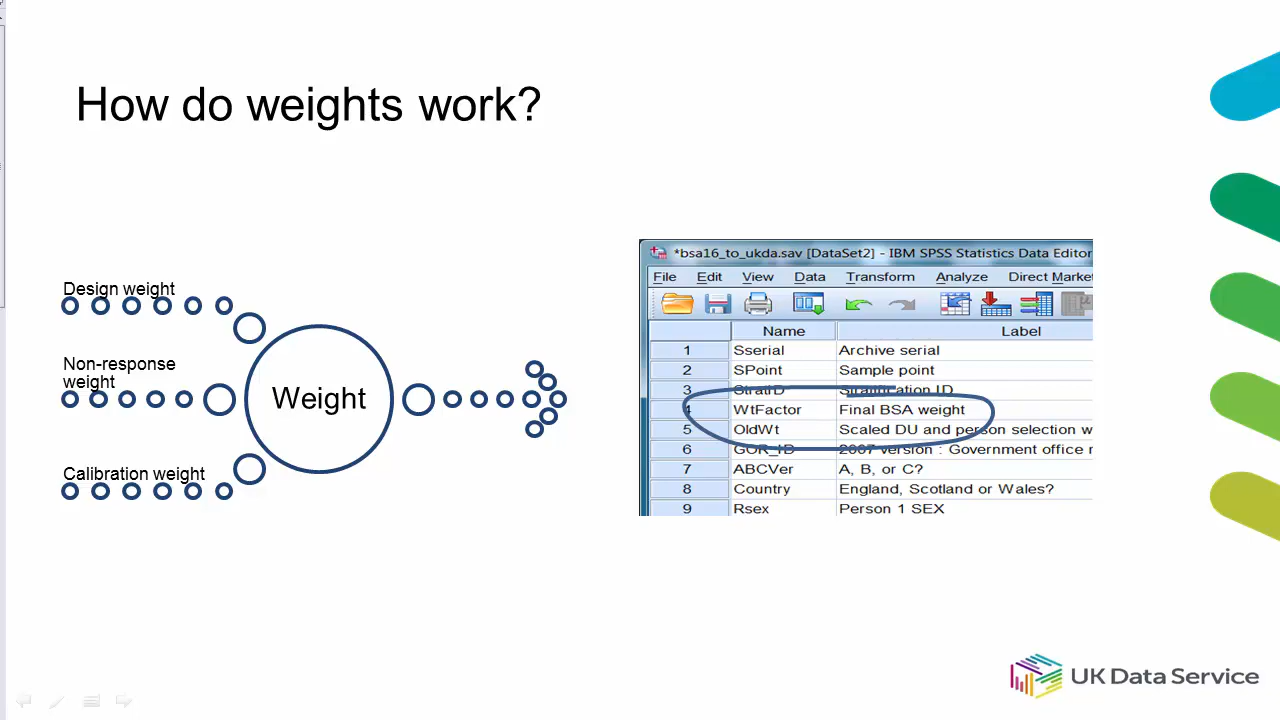 How do weights work?
Design weight
Non-response
weight
Calibration weight
Weight
*bsa16_to_ukda.sav [DataSet2] - IBM SPSS Statistics Data Editor
File Edit View Data Transform Analyze Direct Market
Name Label
1 Sserial Archive serial
2 SPoint Sample point
3 StratID Stratification ID
4 WtFactor Final BSA weight
5 OldWt Scaled DU and person selection w
6 GOR_ID 2007 version : Government office r
7 ABCVer A, B, or C?
8 Country England, Scotland or Wales?
9 Rsex Person 1 SEX
UK Data Service